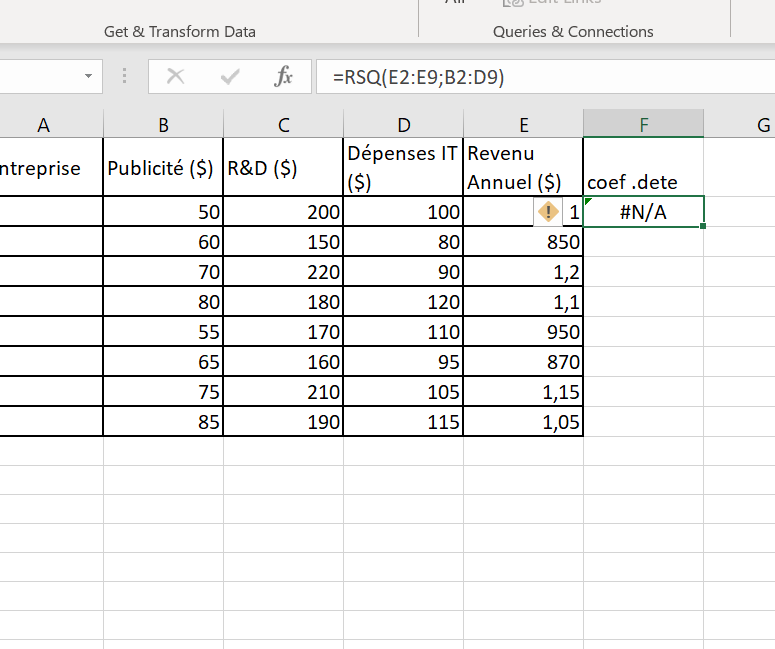 Get & Transform Data
Queries & Connections
fx
=RSQ(E2:E9;B2:D9)
A B C D E F G
ntreprise Publicité ($) R&D ($) Dépenses IT ($) Revenu Annuel ($) coef .dete
50 200 100 1 #N/A
60 150 80 850
70 220 90 1,2
80 180 120 1,1
55 170 110 950
65 160 95 870
75 210 105 1,15
85 190 115 1,05